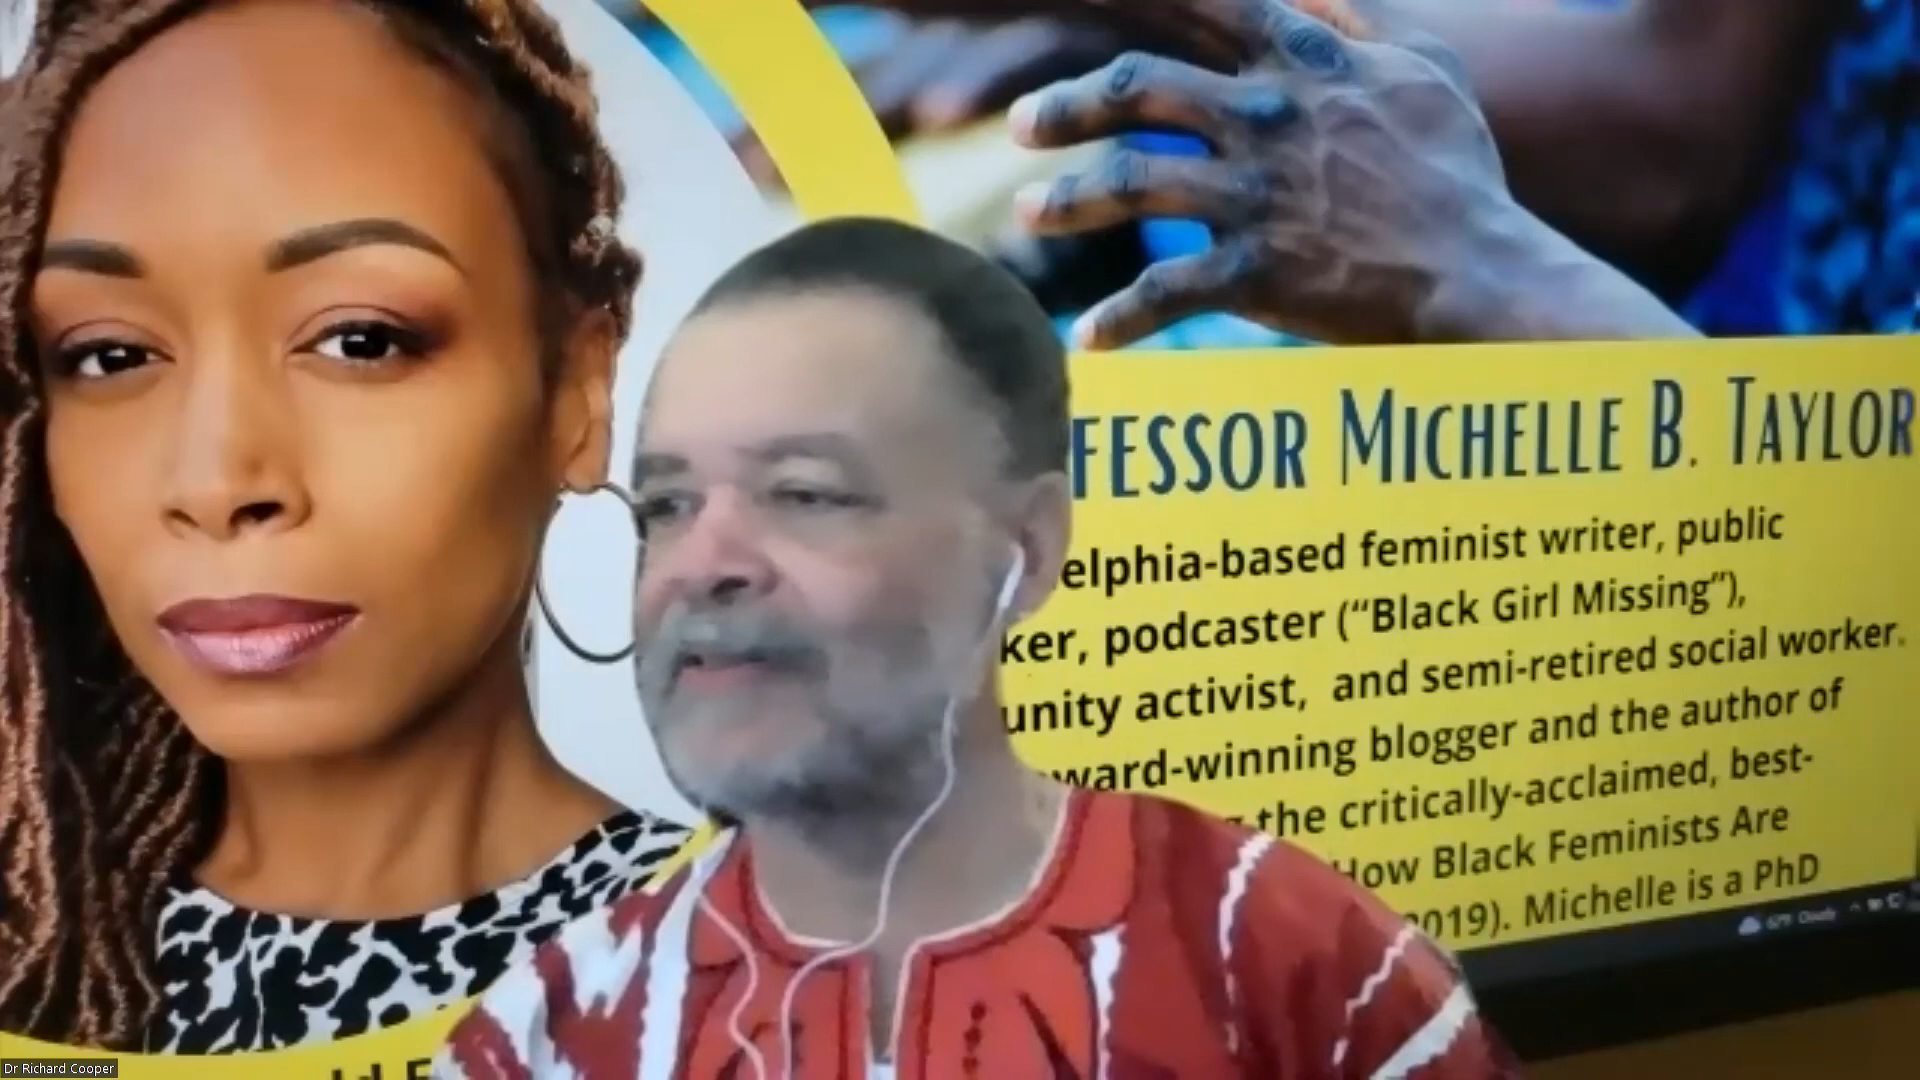 FESSOR MICHELLE B. TAYLOR
elphia-based feminist writer, public
ker, podcaster ("Black Girl Missing"),
unity activist, and semi-retired social worker.
ward-winning blogger and the author of
the critically-acclaimed, best-
How Black Feminists Are
2019). Michelle is a PhD
Cloudy
Dr Richard Cooper